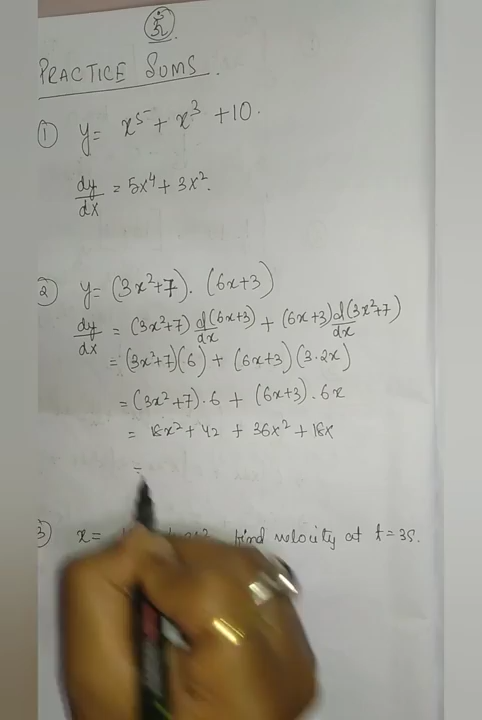 PRACTICE SUMS.
① y = x⁵ + x³ + 10.
dy/dx = 5x⁴ + 3x².
② y = (3x²+7) . (6x+3)
dy/dx = (3x²+7) d(6x+3)/dx + (6x+3) d(3x²+7)/dx
= (3x²+7)(6) + (6x+3) (3.2x)
= (3x²+7).6 + (6x+3).6x
= 18x² + 42 + 36x² + 18x
=
3) x = find velocity at t = 3s.